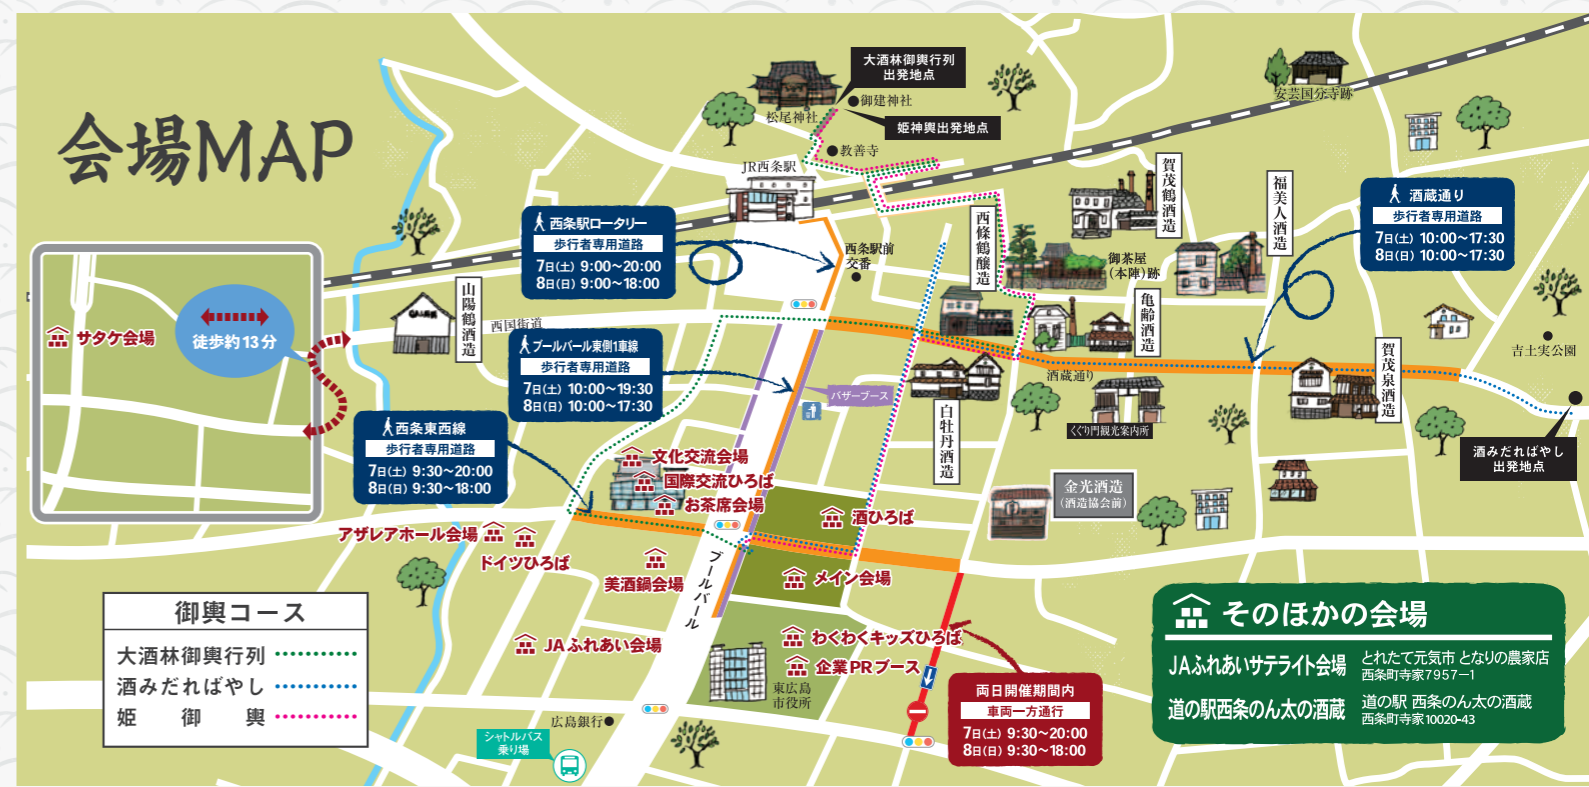 会場MAP
大酒林御輿行列
出発地点
御建神社
松尾神社
姫神輿出発地点
教善寺
安芸国分寺跡
JR西条駅
西条駅ロータリー
歩行者専用道路
7日(土) 9:00～20:00
8日(日) 9:00～18:00
西条駅前
交番
西條鶴醸造
賀茂鶴酒造
御茶屋
(本陣)跡
福美人酒造
酒蔵通り
歩行者専用道路
7日(土) 10:00～17:30
8日(日) 10:00～17:30
サタケ会場
徒歩約13分
山陽鶴酒造
西国街道
ブールバール東側1車線
歩行者専用道路
7日(土) 10:00～19:30
8日(日) 10:00～17:30
バザーブース
亀齢酒造
酒蔵通り
白牡丹酒造
くぐり門観光案内所
賀茂泉酒造
吉土実公園
酒みだればやし
出発地点
西条東西線
歩行者専用道路
7日(土) 9:30～20:00
8日(日) 9:30～18:00
文化交流会場
国際交流ひろば
お茶席会場
酒ひろば
金光酒造
(酒造協会前)
アザレアホール会場
ドイツひろば
美酒鍋会場
ブールバール
メイン会場
JAふれあい会場
わくわくキッズひろば
企業PRブース
東広島
市役所
広島銀行
シャトルバス
乗り場
両日開催期間内
車両一方通行
7日(土) 9:30～20:00
8日(日) 9:30～18:00
御輿コース
大酒林御輿行列
酒みだればやし
姫御輿
そのほかの会場
JAふれあいサテライト会場 とれたて元気市 となりの農家店
西条町寺家7957－1
道の駅西条のん太の酒蔵 道の駅 西条のん太の酒蔵
西条町寺家10020-43